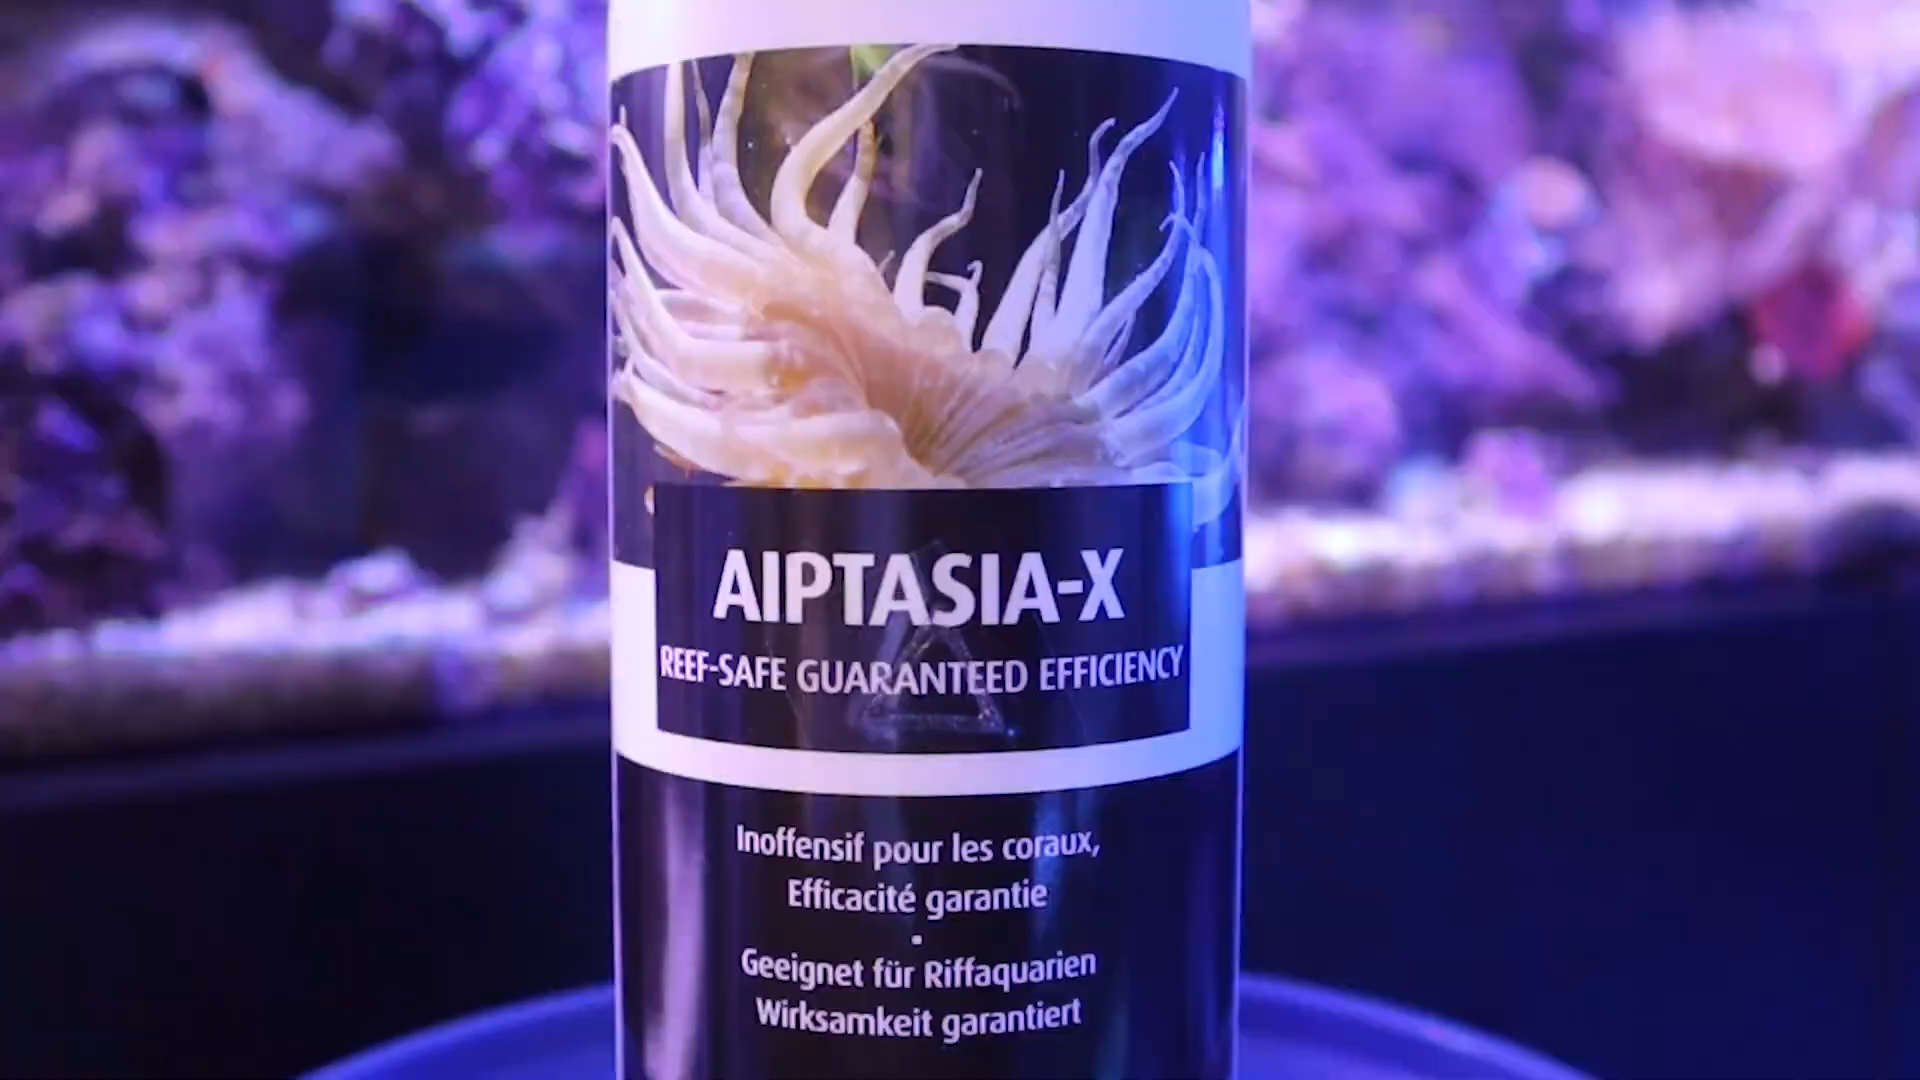 AIPTASIA-X
REEF-SAFE GUARANTEED EFFICIENCY
Inoffensif pour les coraux,
Efficacité garantie
•
Geeignet für Riffaquarien
Wirksamkeit garantiert